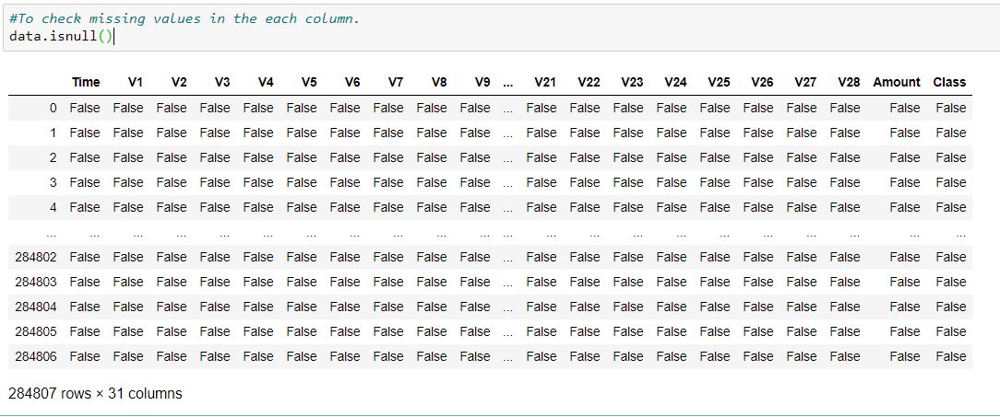 #To check missing values in the each column.
data.isnull()
Time V1 V2 V3 V4 V5 V6 V7 V8 V9 ... V21 V22 V23 V24 V25 V26 V27 V28 Amount Class
0 False False False False False False False False False False ... False False False False False False False False False False
1 False False False False False False False False False False ... False False False False False False False False False False
2 False False False False False False False False False False ... False False False False False False False False False False
3 False False False False False False False False False False ... False False False False False False False False False False
4 False False False False False False False False False False ... False False False False False False False False False False
... ... ... ... ... ... ... ... ... ... ... ... ... ... ... ... ... ... ... ... ... ...
284802 False False False False False False False False False False ... False False False False False False False False False False
284803 False False False False False False False False False False ... False False False False False False False False False False
284804 False False False False False False False False False False ... False False False False False False False False False False
284805 False False False False False False False False False False ... False False False False False False False False False False
284806 False False False False False False False False False False ... False False False False False False False False False False
284807 rows × 31 columns